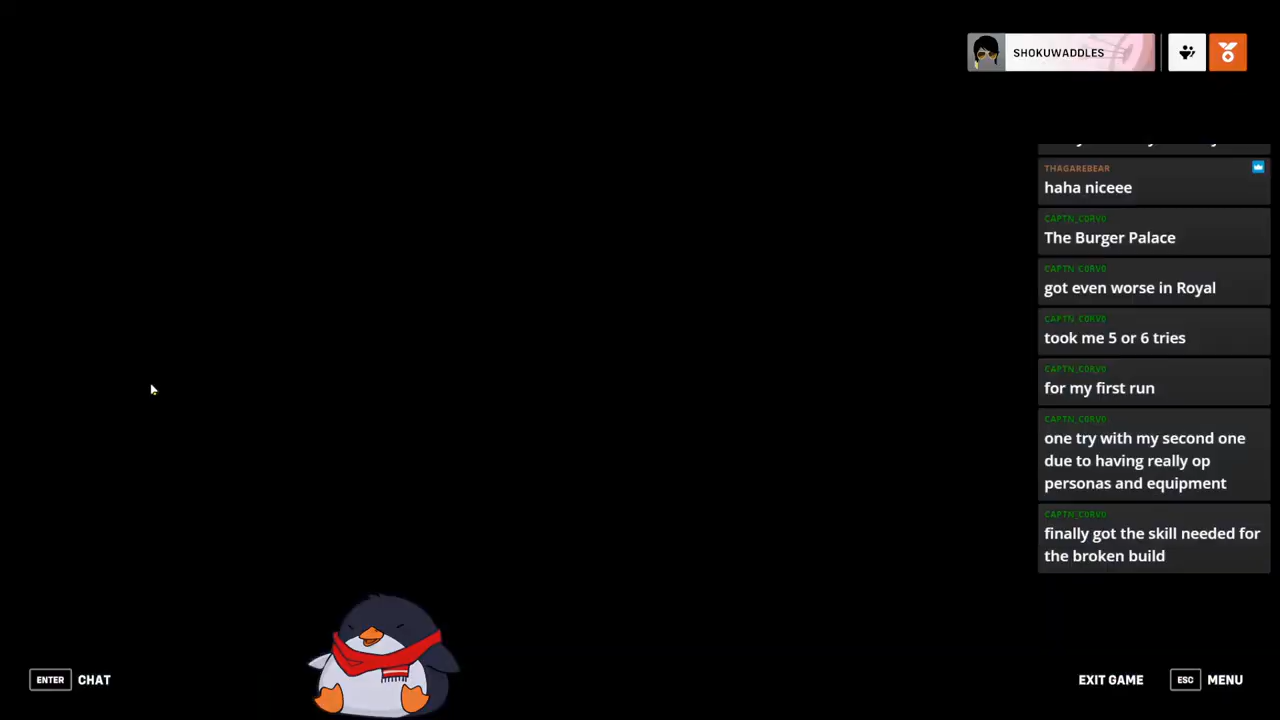 SHOKUWADDLES
THAGAREBEAR
haha niceee
CAPTN_CORVO
The Burger Palace
CAPTN_CORVO
got even worse in Royal
CAPTN_CORVO
took me 5 or 6 tries
CAPTN_CORVO
for my first run
CAPTN_CORVO
one try with my second one
due to having really op
personas and equipment
CAPTN_CORVO
finally got the skill needed for
the broken build
ENTER CHAT
EXIT GAME
ESC MENU